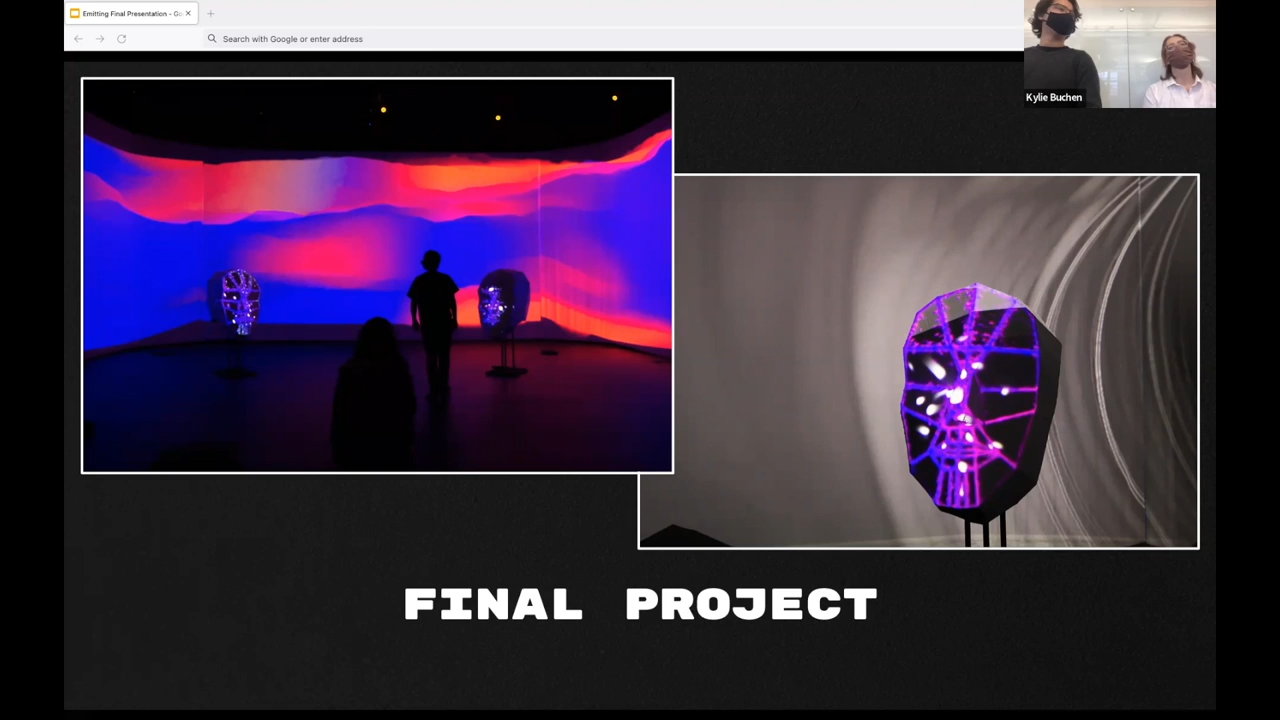 Emitting Final Presentation - Go
Search with Google or enter address
Kylie Buchen
FINAL PROJECT